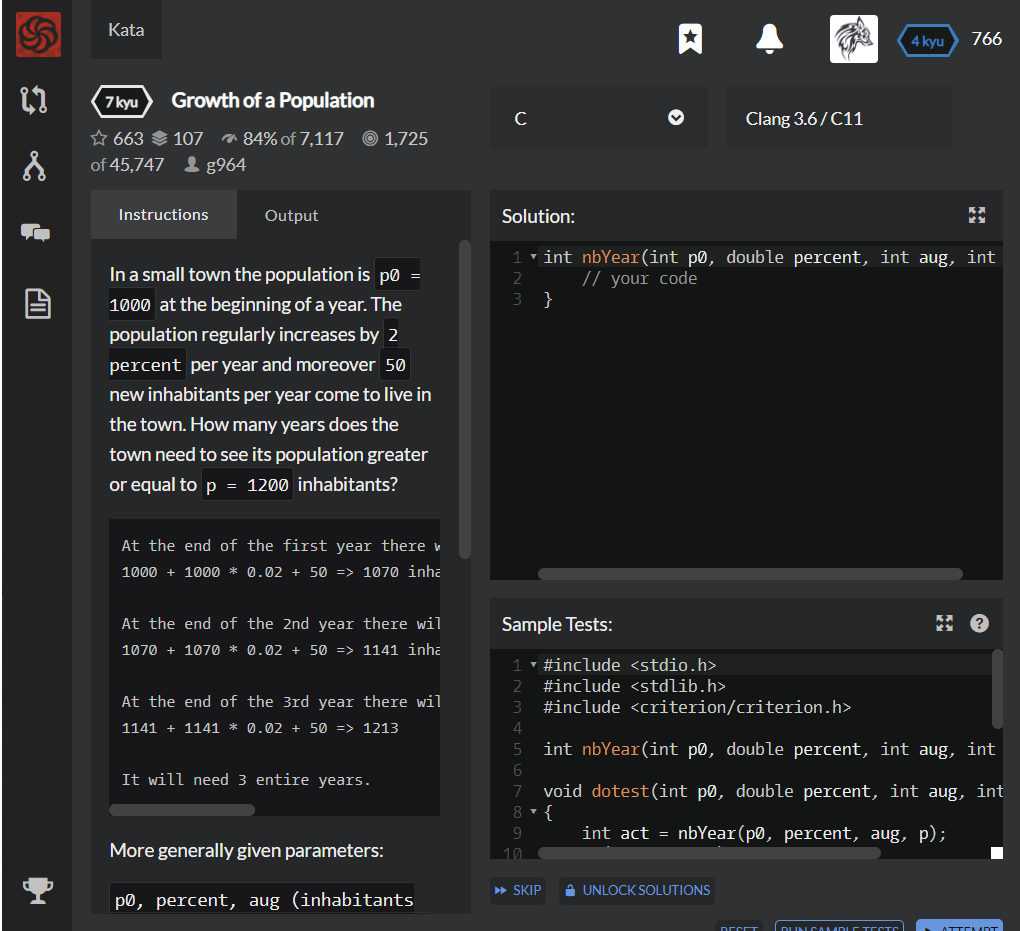 Kata
4 kyu 766
7 kyu Growth of a Population
663 107 84% of 7,117 1,725
of 45,747 g964
C
Clang 3.6 / C11
Instructions Output
In a small town the population is p0 =
1000 at the beginning of a year. The
population regularly increases by 2
percent per year and moreover 50
new inhabitants per year come to live in
the town. How many years does the
town need to see its population greater
or equal to p = 1200 inhabitants?
At the end of the first year there w
1000 + 1000 * 0.02 + 50 => 1070 inha
At the end of the 2nd year there wil
1070 + 1070 * 0.02 + 50 => 1141 inha
At the end of the 3rd year there wil
1141 + 1141 * 0.02 + 50 => 1213
It will need 3 entire years.
More generally given parameters:
p0, percent, aug (inhabitants
Solution:
1 int nbYear(int p0, double percent, int aug, int
2 // your code
3 }
Sample Tests:
?
1 #include <stdio.h>
2 #include <stdlib.h>
3 #include <criterion/criterion.h>
4
5 int nbYear(int p0, double percent, int aug, int
6
7 void dotest(int p0, double percent, int aug, int
8 {
9 int act = nbYear(p0, percent, aug, p);
10
SKIP UNLOCK SOLUTIONS
RESET RUN SAMPLE TESTS ATTEMPT